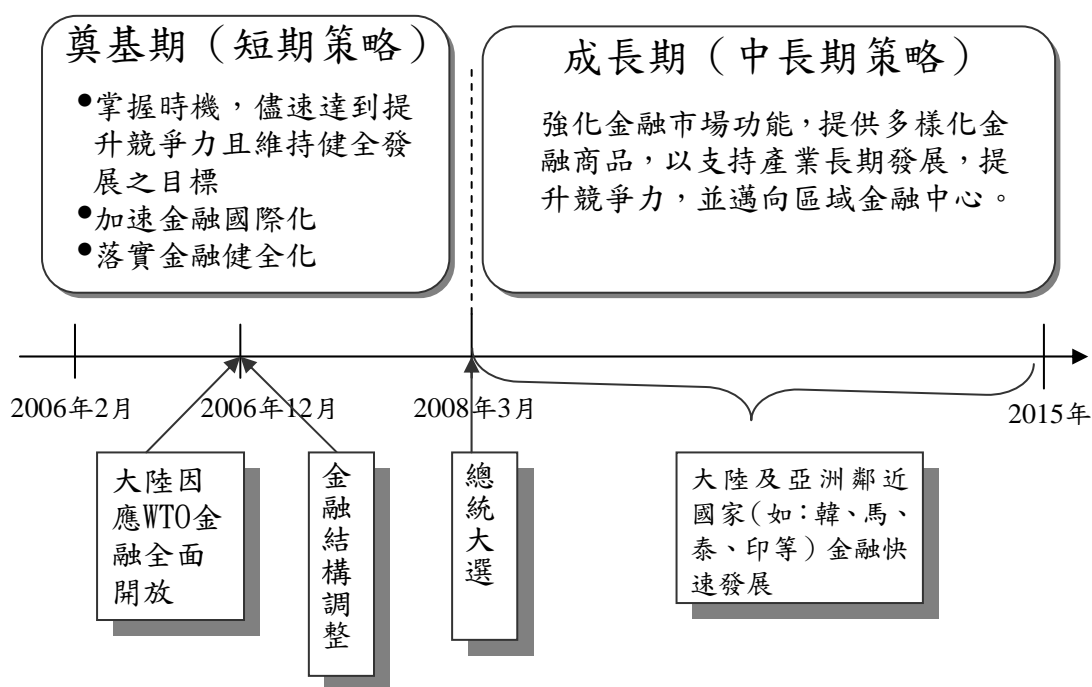 奠基期（短期策略）
●掌握時機，儘速達到提
升競爭力且維持健全發
展之目標
●加速金融國際化
●落實金融健全化
成長期（中長期策略）
強化金融市場功能，提供多樣化金
融商品，以支持產業長期發展，提
升競爭力，並邁向區域金融中心。
2006年2月
2006年12月
2008年3月
2015年
大陸因
應WTO金
融全面
開放
金融結構調整
總統大選
大陸及亞洲鄰近
國家（如：韓、馬、
泰、印等）金融快
速發展